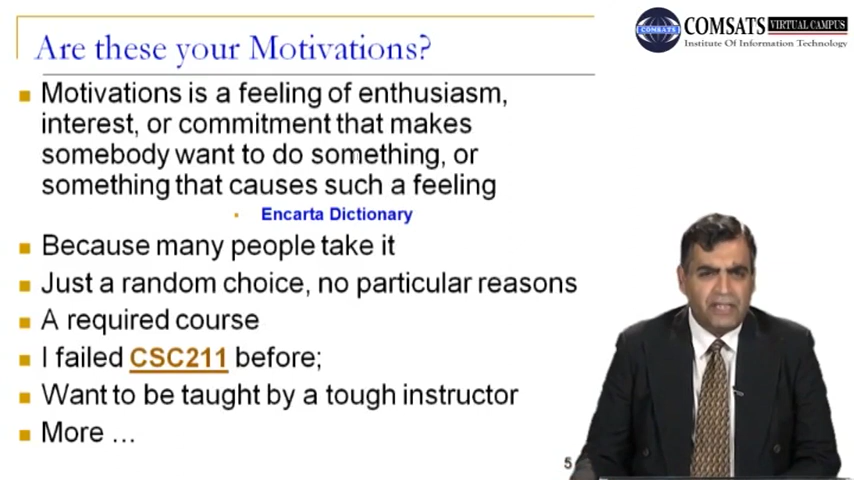 Are these your Motivations?
COMSATS VIRTUAL CAMPUS
Institute Of Information Technology
COMSATS
Motivations is a feeling of enthusiasm,
interest, or commitment that makes
somebody want to do something, or
something that causes such a feeling
Encarta Dictionary
Because many people take it
Just a random choice, no particular reasons
A required course
I failed CSC211 before;
Want to be taught by a tough instructor
More ...
5